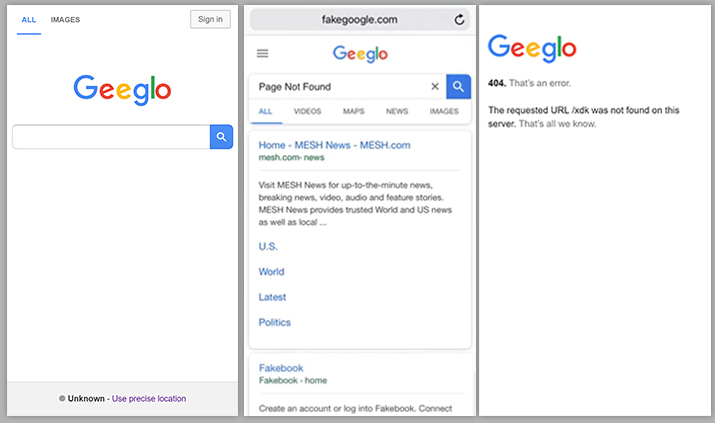 ALL IMAGES Sign in
Geeglo
Unknown - Use precise location
fakegoogle.com
Geeglo
Page Not Found
ALL VIDEOS MAPS NEWS IMAGES
Home - MESH News - MESH.com
mesh.com- news
Visit MESH News for up-to-the-minute news,
breaking news, video, audio and feature stories.
MESH News provides trusted World and US news
as well as local ...
U.S.
World
Latest
Politics
Fakebook
Fakebook - home
Create an account or log into Fakebook. Connect
Geeglo
404. That's an error.
The requested URL /xdk was not found on this
server. That's all we know.